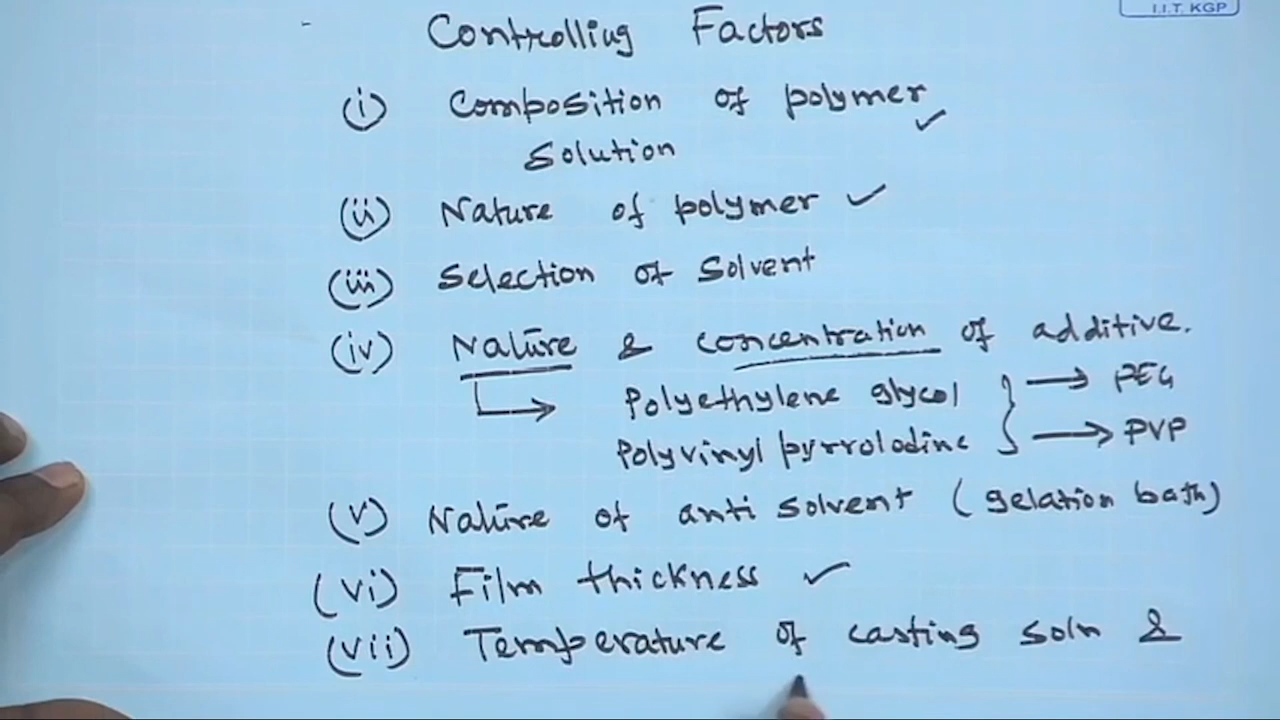 I.I.T. KGP
Controlling Factors
(i) Composition of polymer
solution
(ii) Nature of polymer
(iii) Selection of solvent
(iv) Nature & concentration of additive.
Polyethylene glycol → PEG
Polyvinyl pyrrolodine → PVP
(v) Nature of anti solvent (gelation bath)
(vi) Film thickness
(vii) Temperature of casting soln &